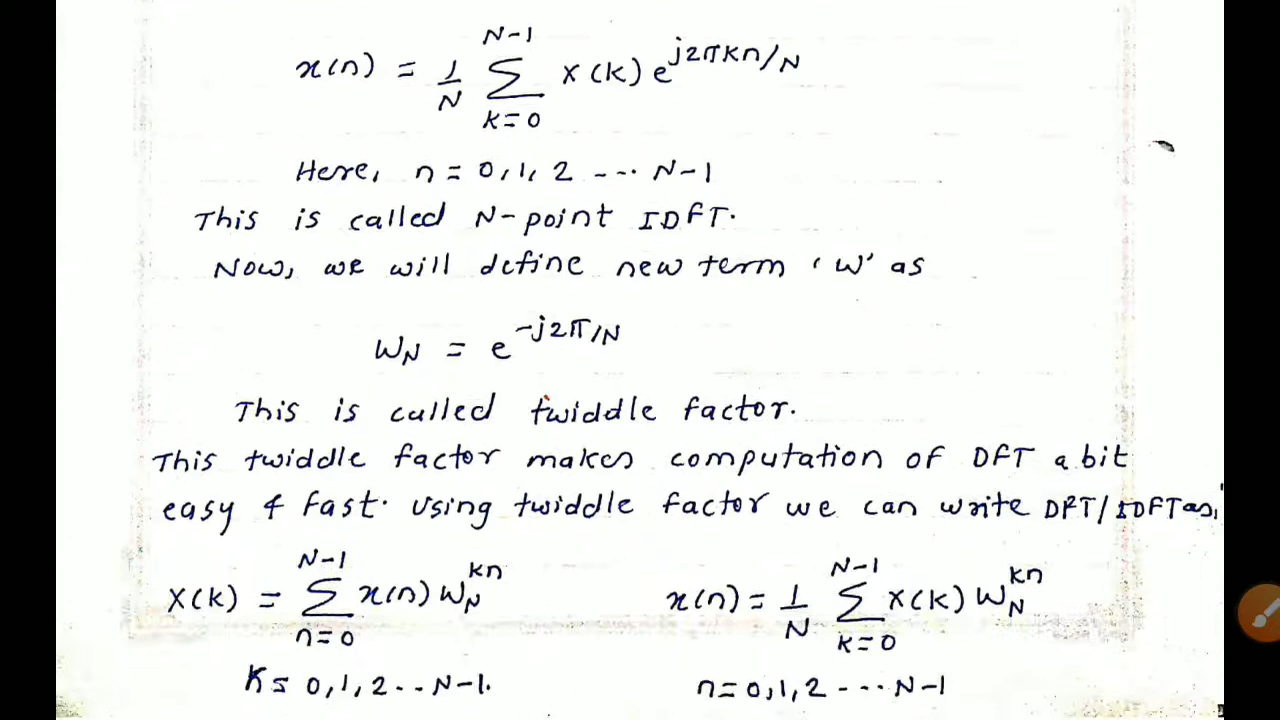 x(n) = 1/N Σ_{k=0}^{N-1} X(k) e^{j2πkn/N}
Here, n = 0, 1, 2 --- N-1
This is called N-point IDFT.
Now, we will define new term 'W' as
W_N = e^{-j2π/N}
This is called twiddle factor.
This twiddle factor makes computation of DFT a bit
easy & fast. Using twiddle factor we can write DFT/IDFT as,
X(k) = Σ_{n=0}^{N-1} x(n) W_N^{kn}
x(n) = 1/N Σ_{k=0}^{N-1} X(k) W_N^{kn}
K = 0, 1, 2 -- N-1.
n = 0, 1, 2 --- N-1